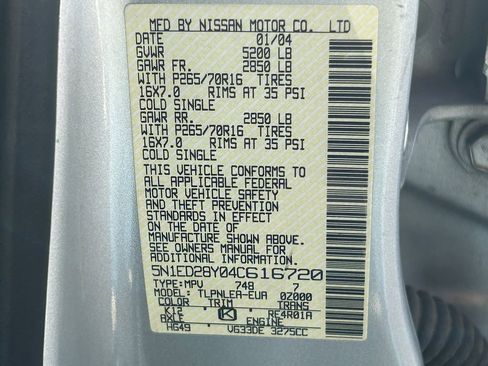 MFD BY NISSAN MOTOR CO., LTD
DATE 01/04
GVWR 5200 LB
GAWR FR. 2850 LB
WITH P265/70R16 TIRES
16X7.0 RIMS AT 35 PSI
COLD SINGLE
GAWR RR. 2850 LB
WITH P265/70R16 TIRES
16X7.0 RIMS AT 35 PSI
COLD SINGLE
THIS VEHICLE CONFORMS TO
ALL APPLICABLE FEDERAL
MOTOR VEHICLE SAFETY
AND THEFT PREVENTION
STANDARDS IN EFFECT
ON THE DATE OF
MANUFACTURE SHOWN ABOVE.
SEE OWNERS MANUAL FOR
ADDITIONAL INFORMATION.
5N1ED28Y04C616720
TYPE:MPV 748 7
MODEL: TLPNLEA-EUA 0Z000
COLOR TRIM TRANS
K12 K RE4R01A
AXLE ENGINE
HG49 VG33DE 3275CC